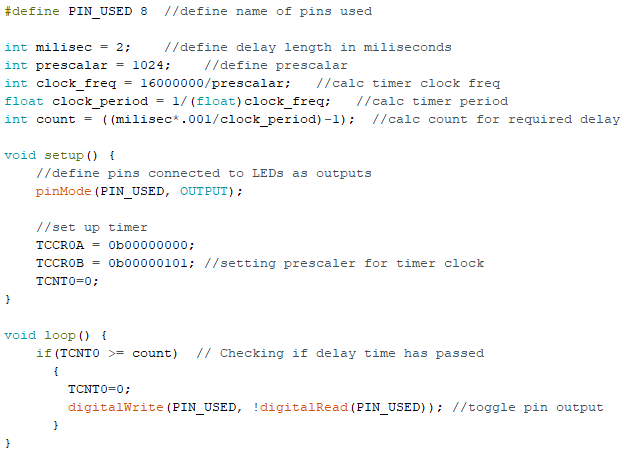 #define PIN_USED 8  //define name of pins used

int milisec = 2;    //define delay length in miliseconds
int prescalar = 1024;    //define prescalar
int clock_freq = 16000000/prescalar;   //calc timer clock freq
float clock_period = 1/(float)clock_freq;   //calc timer period
int count = ((milisec*.001/clock_period)-1);  //calc count for required delay

void setup() {
    //define pins connected to LEDs as outputs
    pinMode(PIN_USED, OUTPUT);

    //set up timer
    TCCR0A = 0b00000000;
    TCCR0B = 0b00000101; //setting prescaler for timer clock
    TCNT0=0;
}

void loop() {
    if(TCNT0 >= count)  // Checking if delay time has passed
      {
        TCNT0=0;
        digitalWrite(PIN_USED, !digitalRead(PIN_USED)); //toggle pin output
      }
}